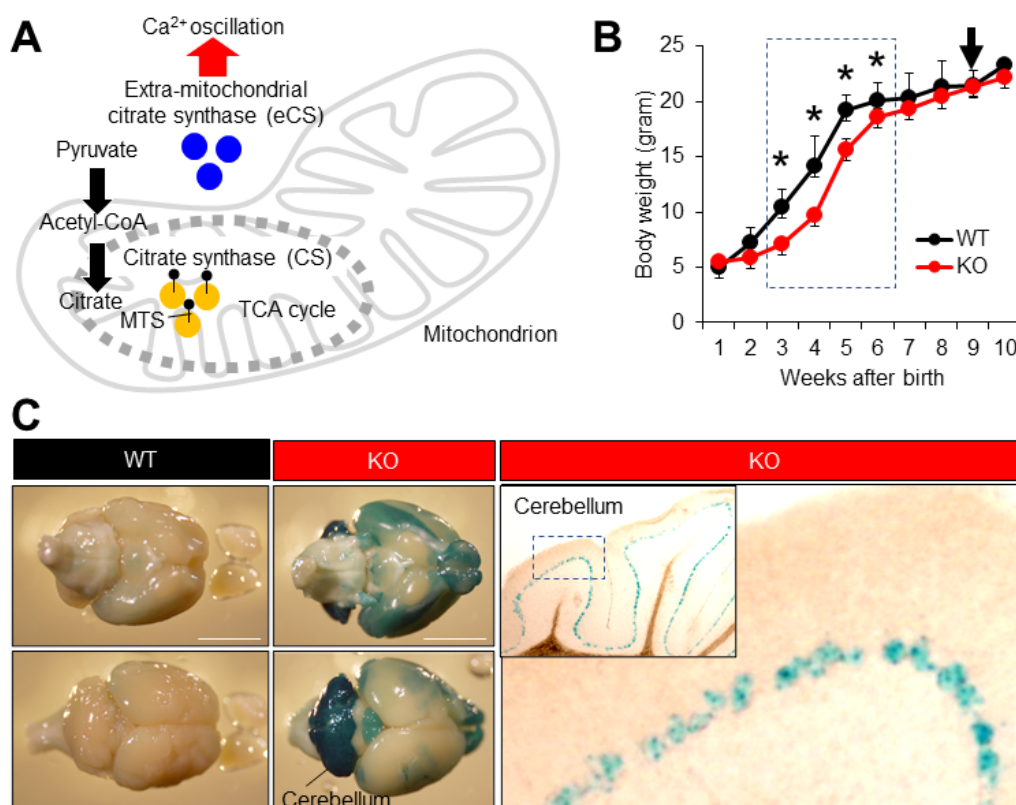 A
Ca²⁺ oscillation
Extra-mitochondrial
citrate synthase (eCS)
Pyruvate
Acetyl-CoA
Citrate synthase (CS)
Citrate
MTS
TCA cycle
Mitochondrion
B
Body weight (gram)
25
20
15
10
5
0
* * * *
WT
KO
1 2 3 4 5 6 7 8 9 10
Weeks after birth
C
WT KO KO
Cerebellum
Cerebellum